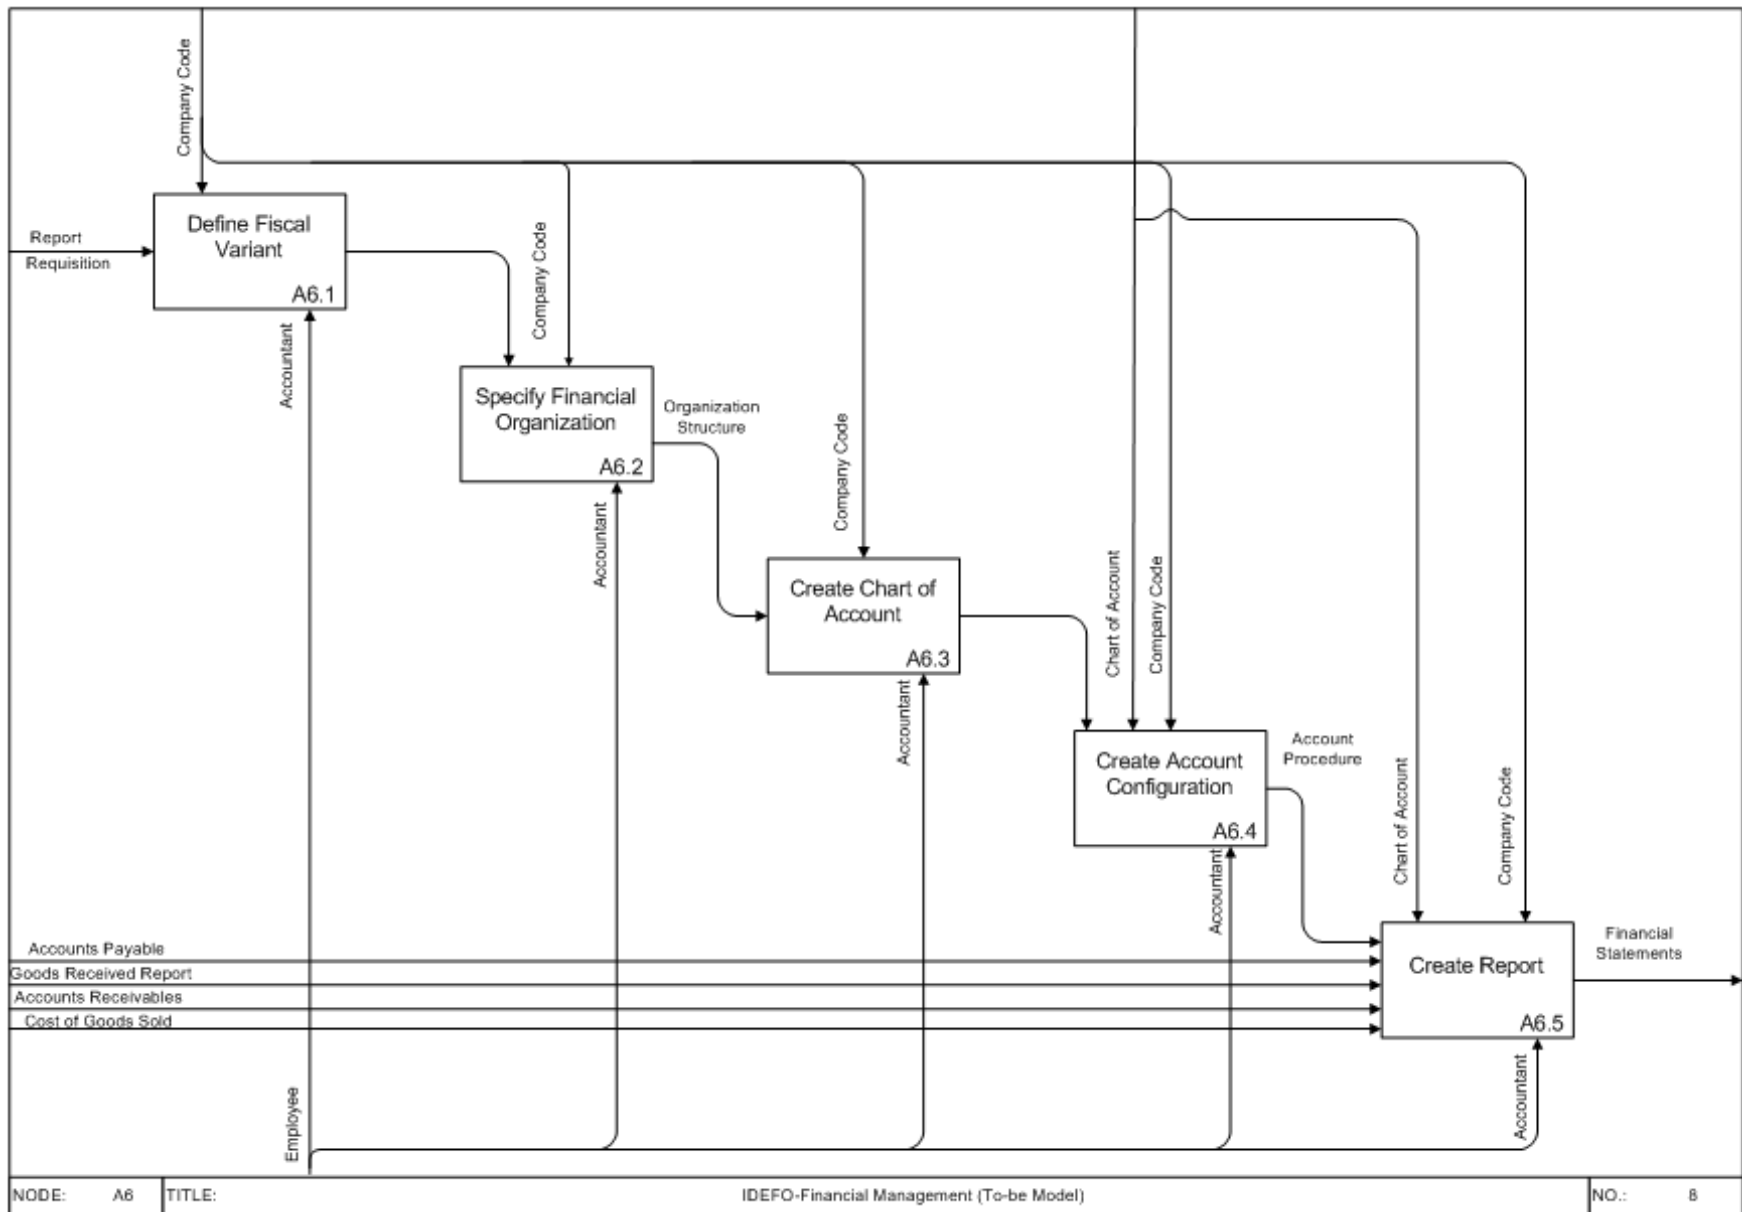 Company Code
Define Fiscal
Variant
A6.1
Report
Requisition
Accountant
Company Code
Specify Financial
Organization
A6.2
Organization
Structure
Accountant
Company Code
Create Chart of
Account
A6.3
Accountant
Chart of Account
Company Code
Create Account
Configuration
A6.4
Account
Procedure
Accountant
Chart of Account
Company Code
Accounts Payable
Goods Received Report
Accounts Receivables
Cost of Goods Sold
Create Report
A6.5
Financial
Statements
Employee
Accountant
NODE: A6 TITLE: IDEFO-Financial Management (To-be Model) NO.: 8